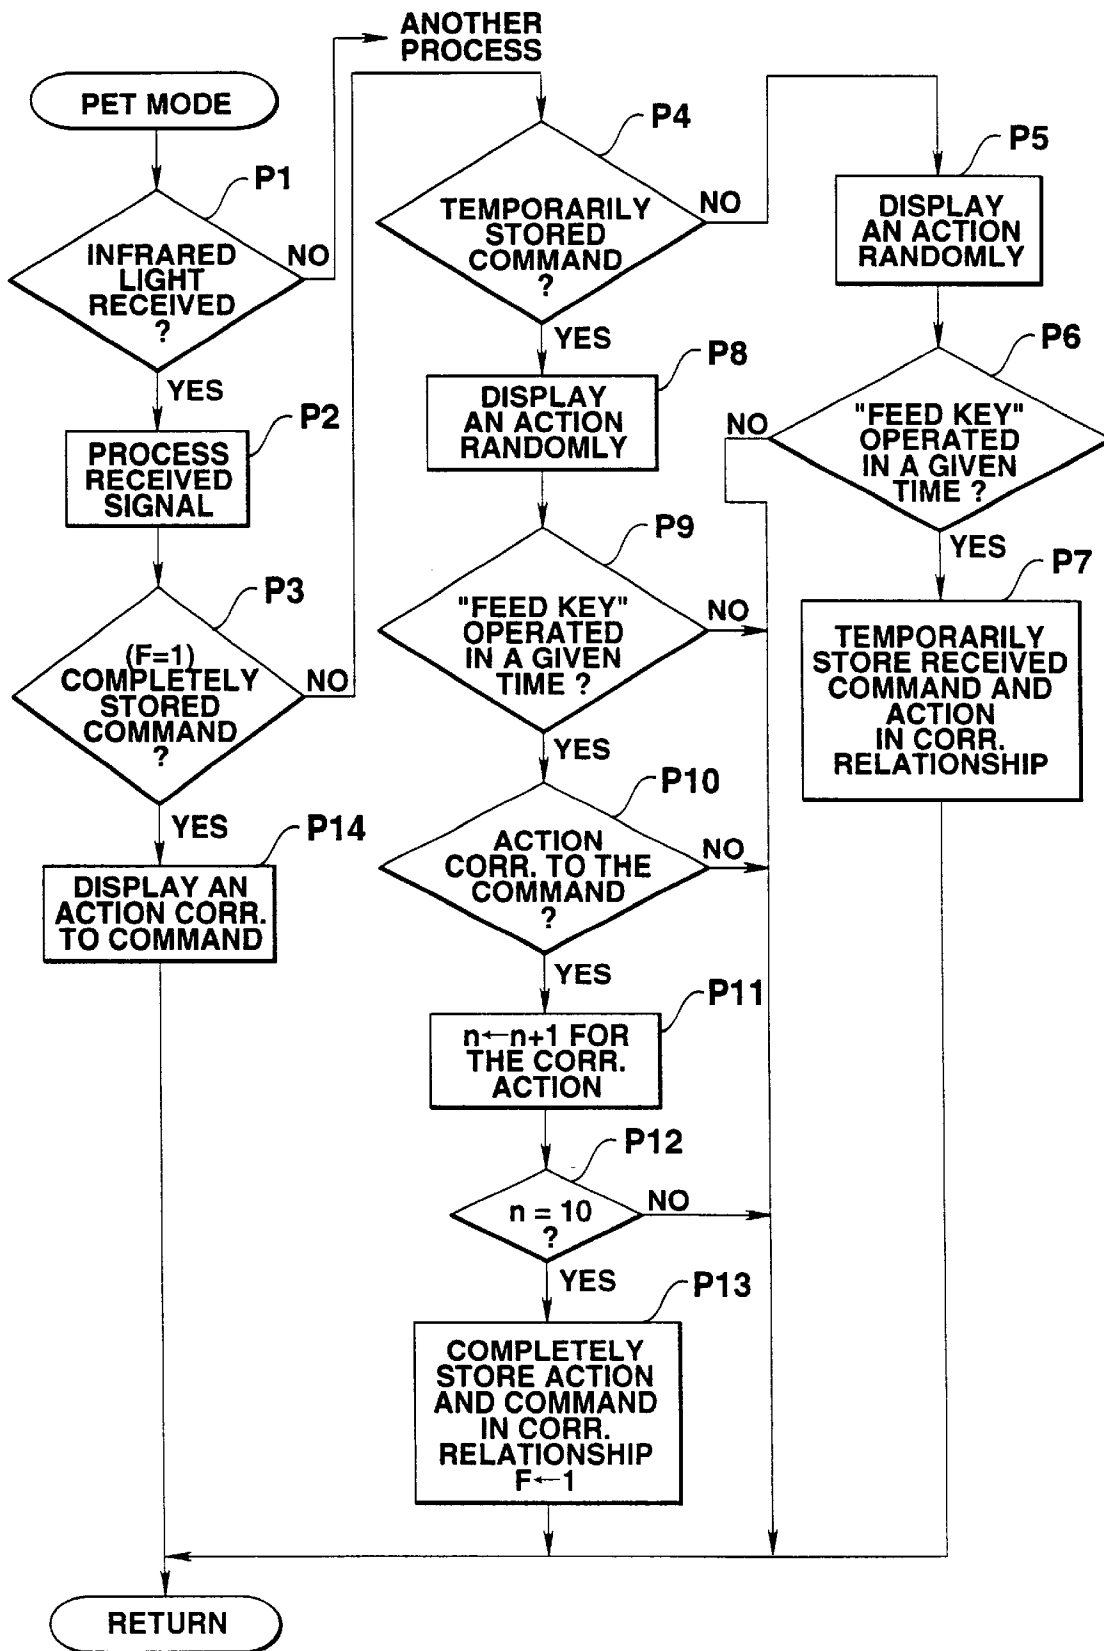 ANOTHER
PROCESS
PET MODE
P1
INFRARED
LIGHT
RECEIVED
?
NO
YES
P2
PROCESS
RECEIVED
SIGNAL
P3
(F=1)
COMPLETELY
STORED
COMMAND
?
NO
YES
P14
DISPLAY AN
ACTION CORR.
TO COMMAND
P4
TEMPORARILY
STORED
COMMAND
?
NO
YES
P8
DISPLAY
AN ACTION
RANDOMLY
P9
"FEED KEY"
OPERATED
IN A GIVEN
TIME ?
NO
YES
P10
ACTION
CORR. TO THE
COMMAND
?
NO
YES
P11
n←n+1 FOR
THE CORR.
ACTION
P12
n = 10
?
NO
YES
P13
COMPLETELY
STORE ACTION
AND COMMAND
IN CORR.
RELATIONSHIP
F←1
P5
DISPLAY
AN ACTION
RANDOMLY
P6
"FEED KEY"
OPERATED
IN A GIVEN
TIME ?
NO
YES
P7
TEMPORARILY
STORE RECEIVED
COMMAND AND
ACTION
IN CORR.
RELATIONSHIP
RETURN